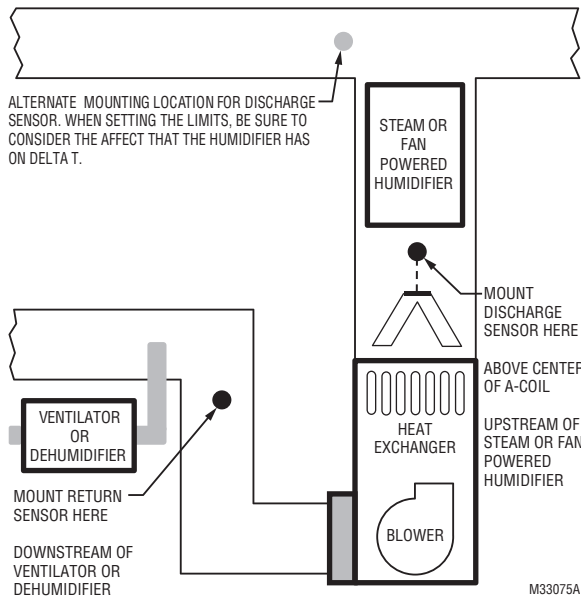 ALTERNATE MOUNTING LOCATION FOR DISCHARGE
SENSOR. WHEN SETTING THE LIMITS, BE SURE TO
CONSIDER THE AFFECT THAT THE HUMIDIFIER HAS
ON DELTA T.
STEAM OR
FAN
POWERED
HUMIDIFIER
MOUNT
DISCHARGE
SENSOR HERE
ABOVE CENTER
OF A-COIL
UPSTREAM OF
STEAM OR FAN
POWERED
HUMIDIFIER
HEAT
EXCHANGER
BLOWER
VENTILATOR
OR
DEHUMIDIFIER
MOUNT RETURN
SENSOR HERE
DOWNSTREAM OF
VENTILATOR OR
DEHUMIDIFIER
M33075A